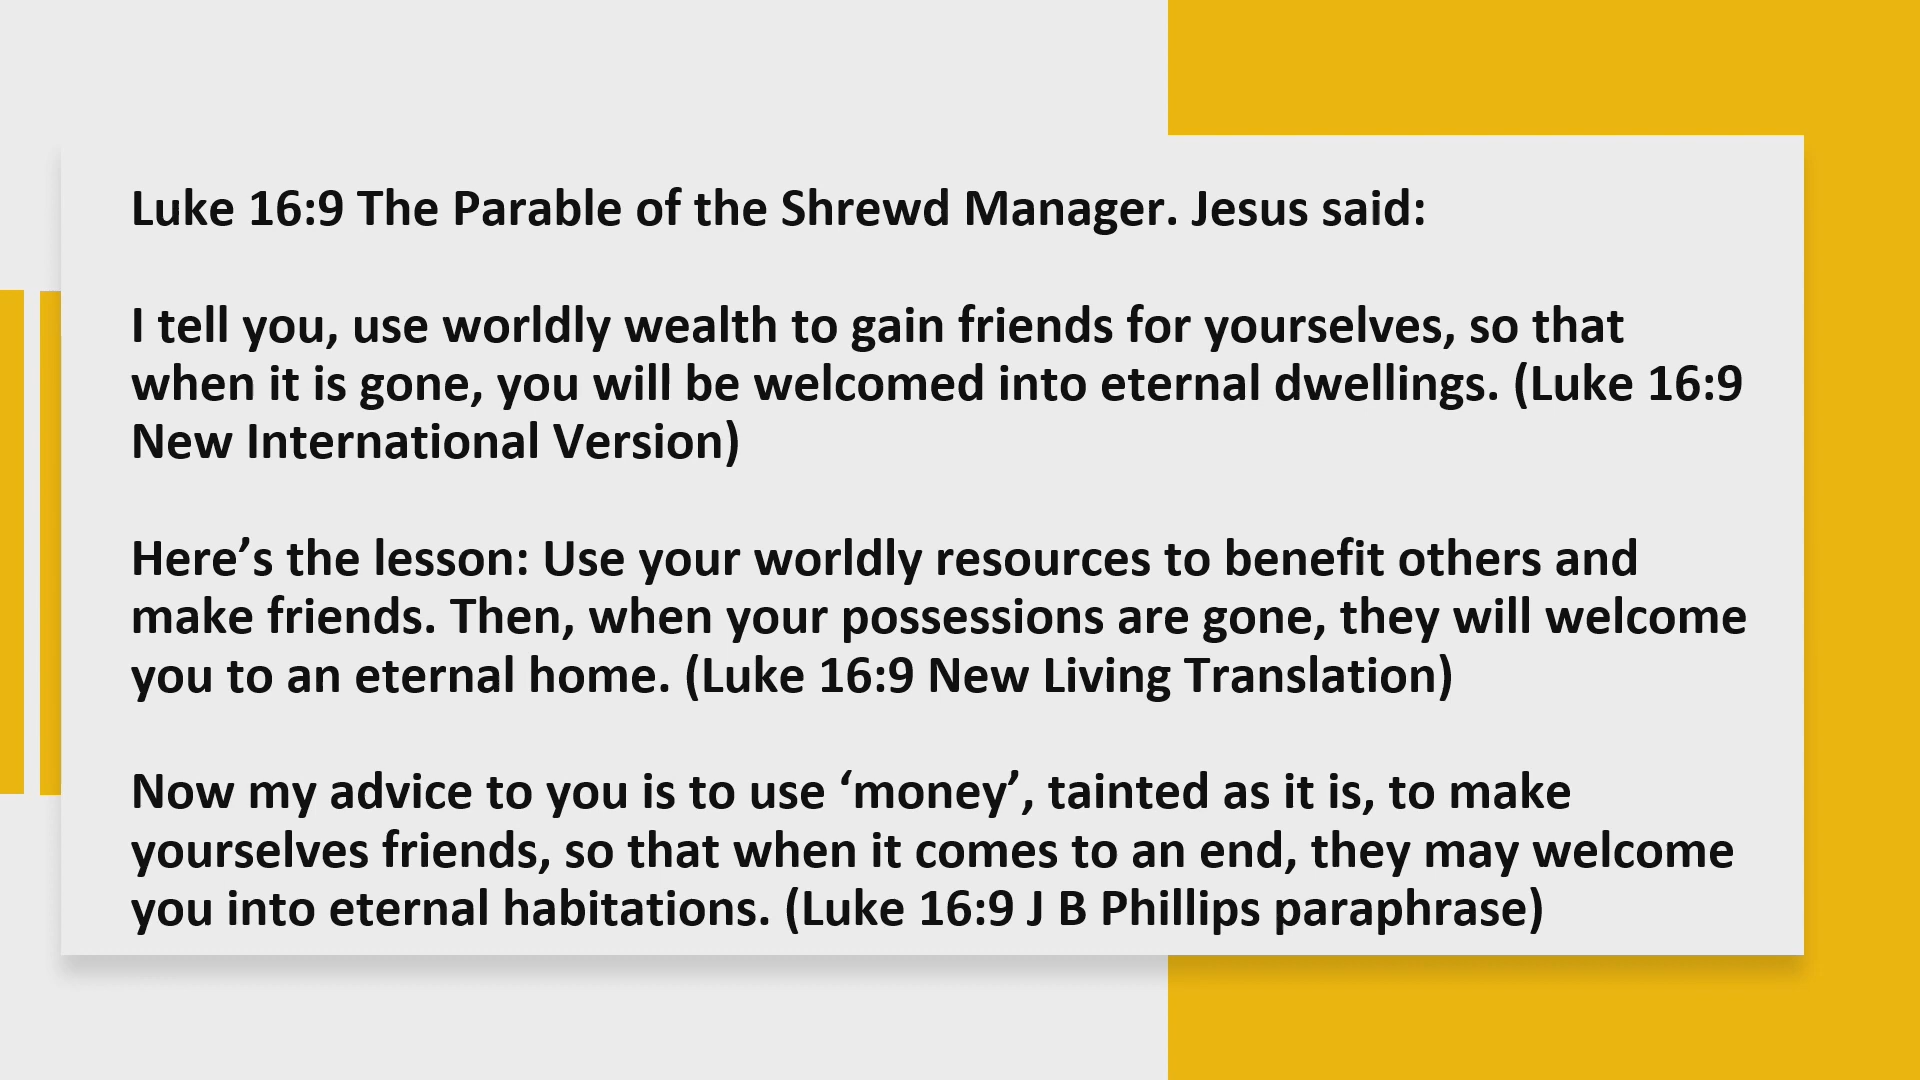 Luke 16:9 The Parable of the Shrewd Manager. Jesus said:
I tell you, use worldly wealth to gain friends for yourselves, so that
when it is gone, you will be welcomed into eternal dwellings. (Luke 16:9
New International Version)
Here’s the lesson: Use your worldly resources to benefit others and
make friends. Then, when your possessions are gone, they will welcome
you to an eternal home. (Luke 16:9 New Living Translation)
Now my advice to you is to use ‘money’, tainted as it is, to make
yourselves friends, so that when it comes to an end, they may welcome
you into eternal habitations. (Luke 16:9 J B Phillips paraphrase)